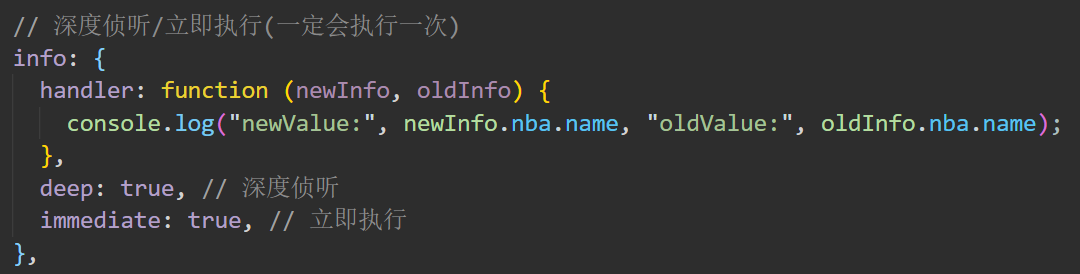 // 深度侦听/立即执行(一定会执行一次)
info: {
  handler: function (newInfo, oldInfo) {
    console.log("newValue:", newInfo.nba.name, "oldValue:", oldInfo.nba.name);
  },
  deep: true, // 深度侦听
  immediate: true, // 立即执行
},